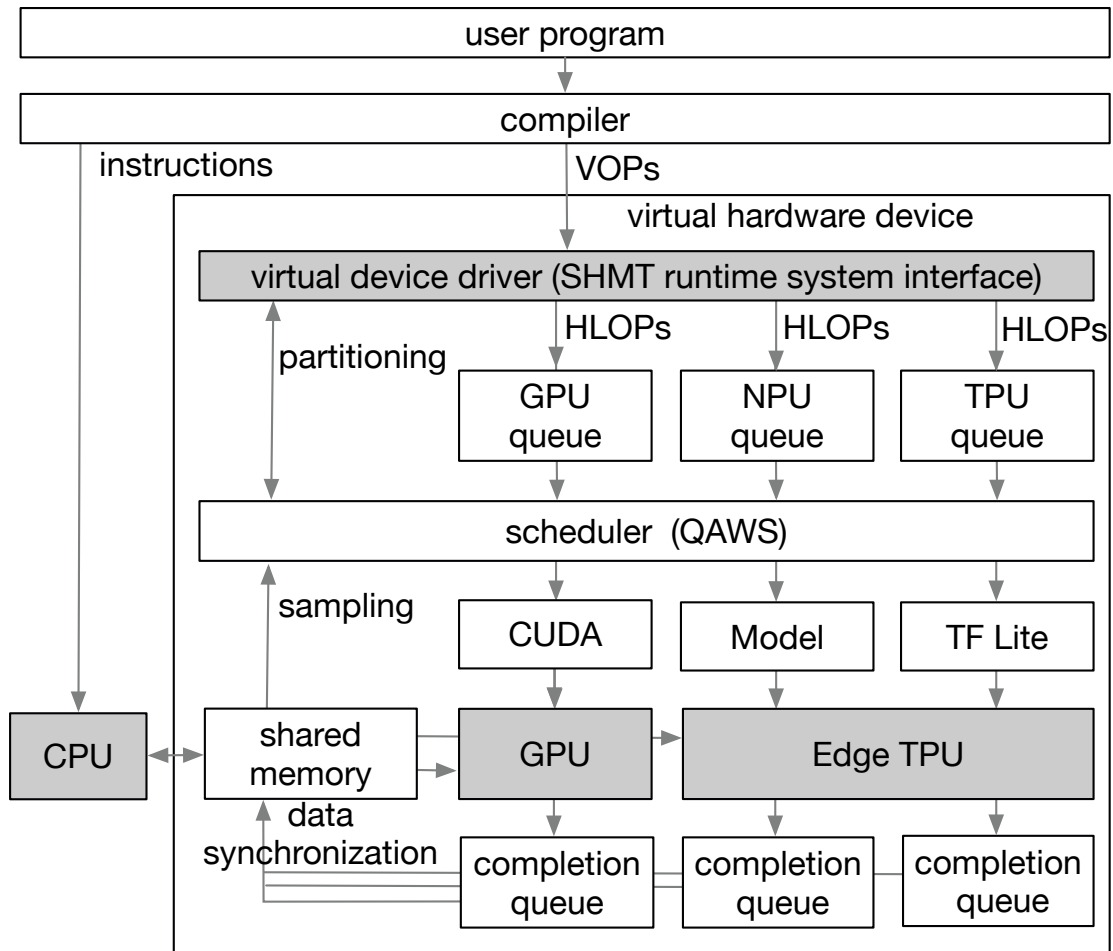 user program
compiler
instructions
VOPs
virtual hardware device
virtual device driver (SHMT runtime system interface)
HLOPs
HLOPs
HLOPs
partitioning
GPU
queue
NPU
queue
TPU
queue
scheduler (QAWS)
sampling
CUDA
Model
TF Lite
CPU
shared
memory
GPU
Edge TPU
data
synchronization
completion
queue
completion
queue
completion
queue